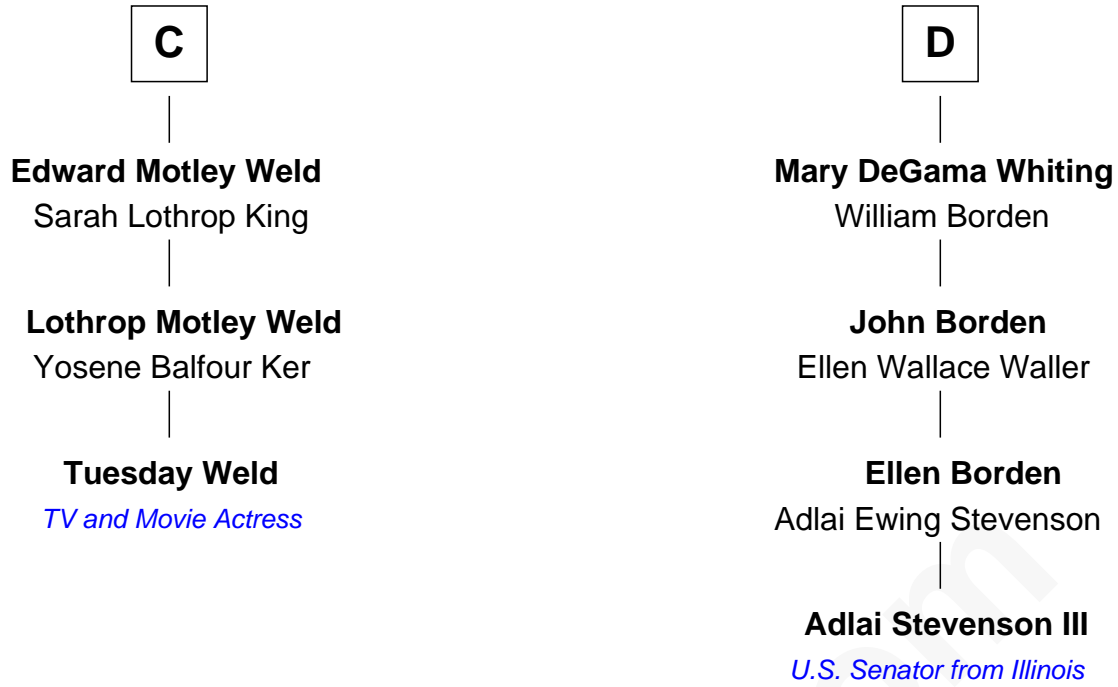 C
Edward Motley Weld
Sarah Lothrop King
Lothrop Motley Weld
Yosene Balfour Ker
Tuesday Weld
TV and Movie Actress
D
Mary DeGama Whiting
William Borden
John Borden
Ellen Wallace Waller
Ellen Borden
Adlai Ewing Stevenson
Adlai Stevenson III
U.S. Senator from Illinois